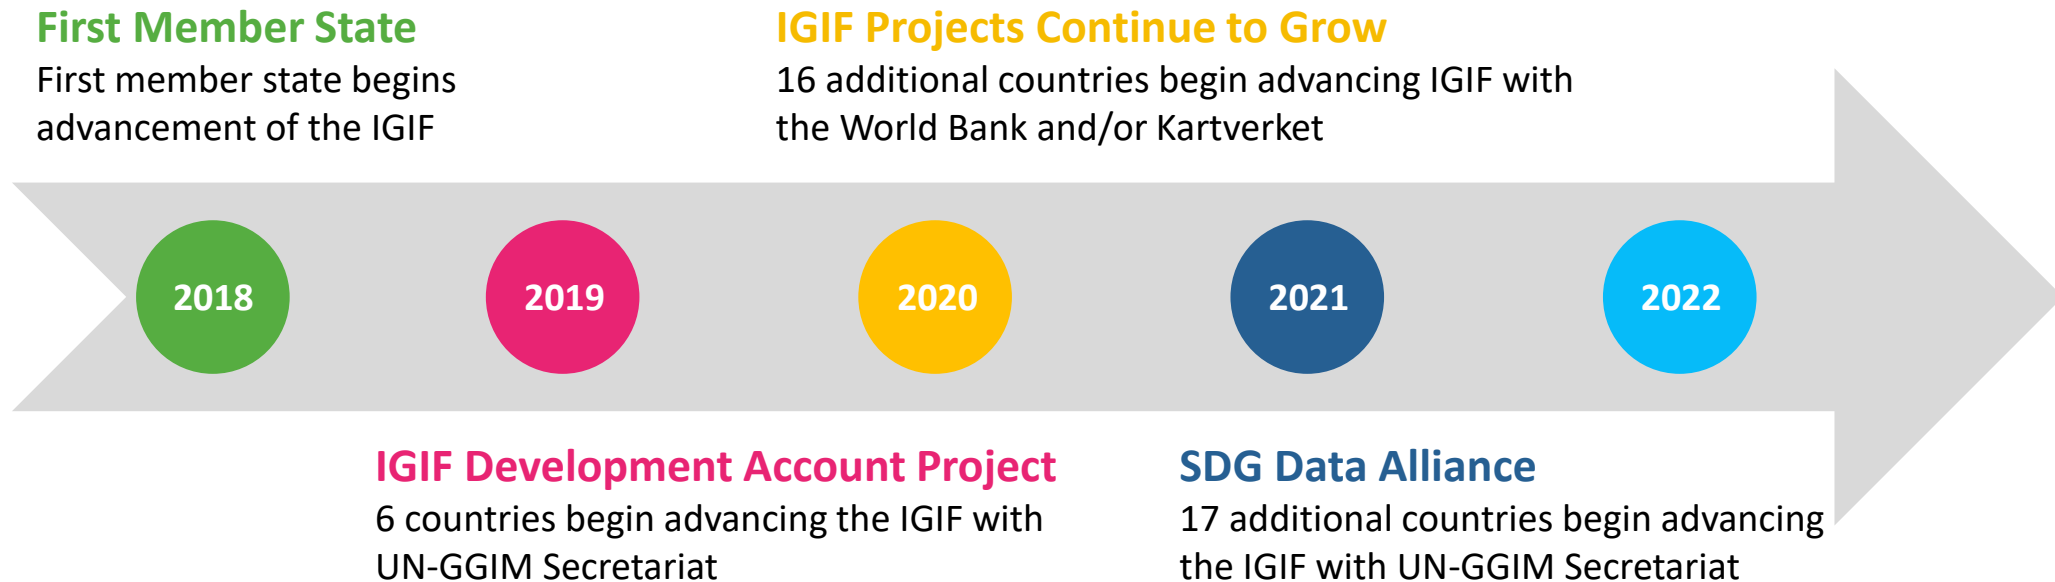 First Member State
First member state begins
advancement of the IGIF
IGIF Projects Continue to Grow
16 additional countries begin advancing IGIF with
the World Bank and/or Kartverket
2018
2019
2020
2021
2022
IGIF Development Account Project
6 countries begin advancing the IGIF with
UN-GGIM Secretariat
SDG Data Alliance
17 additional countries begin advancing
the IGIF with UN-GGIM Secretariat